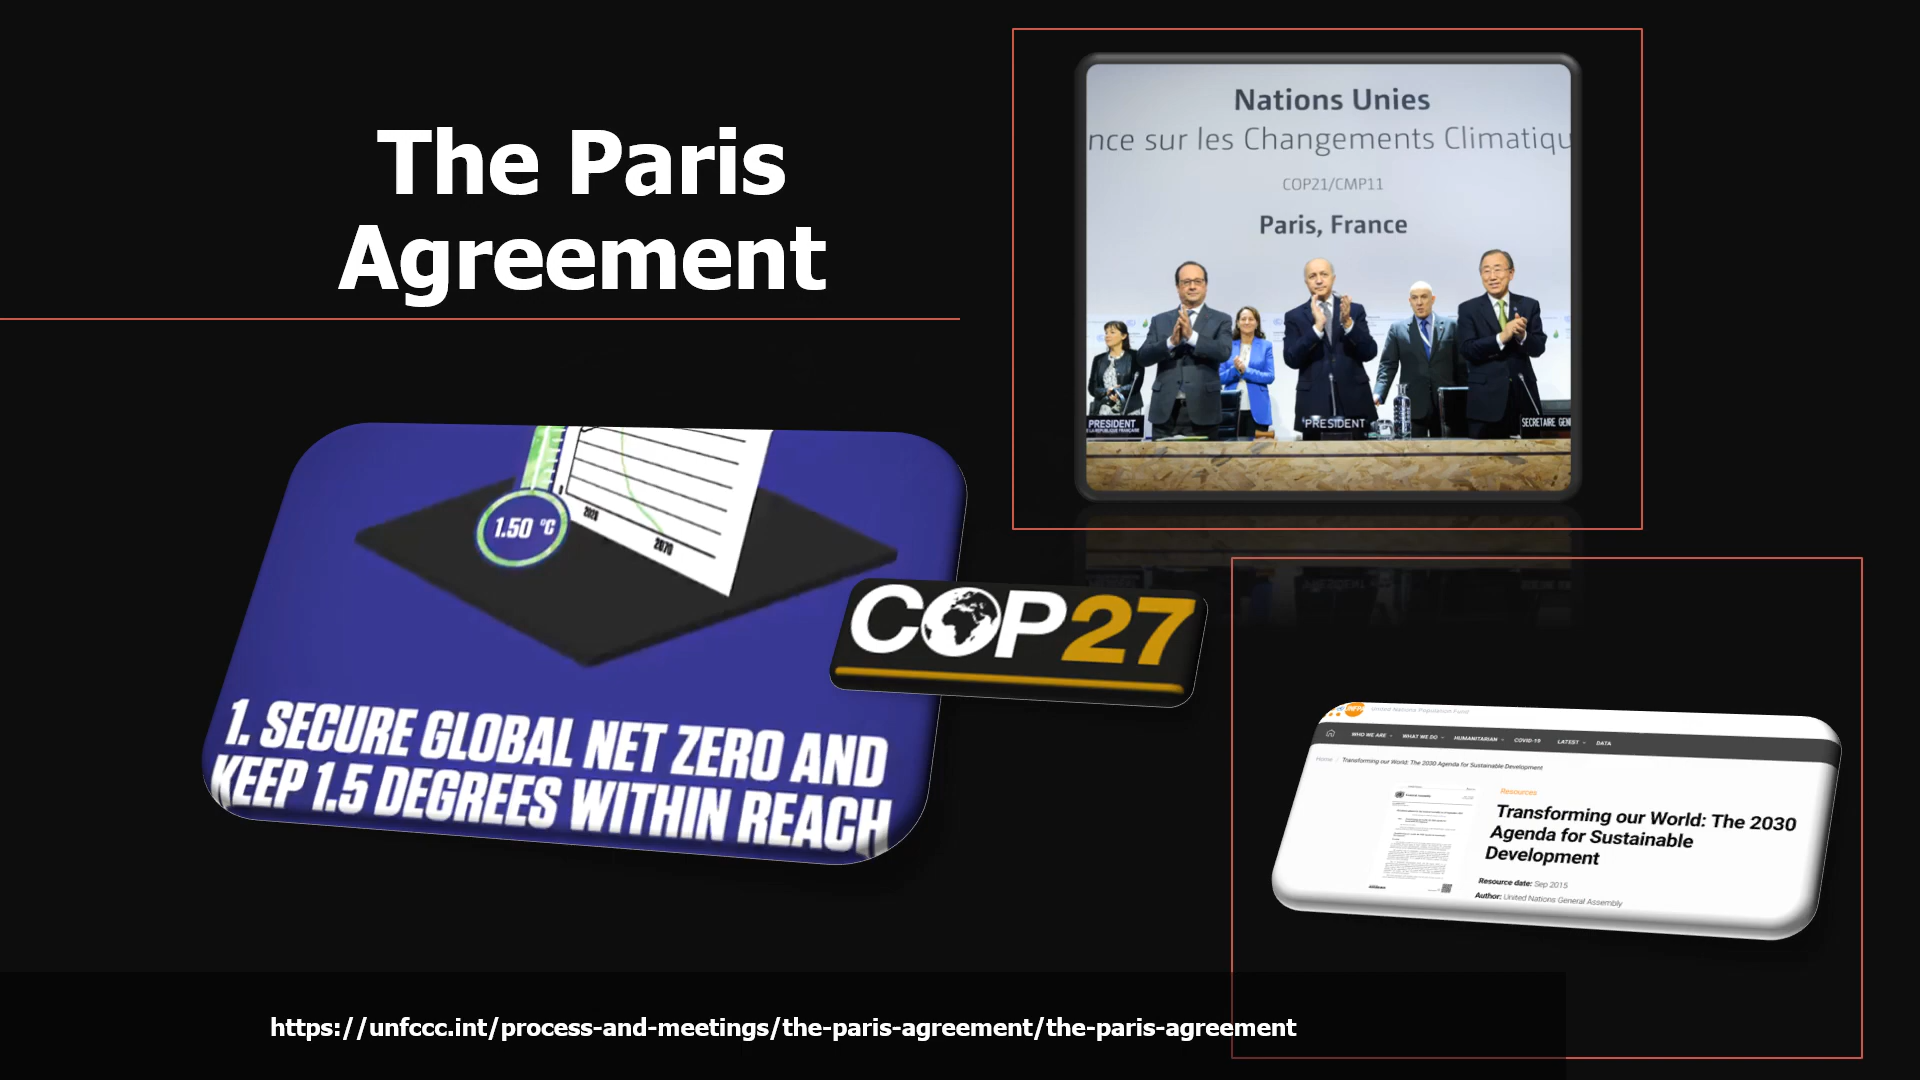 The Paris
Agreement
Nations Unies
nce sur les Changements Climatiqu
COP21/CMP11
Paris, France
PRESIDENT
PRESIDENT
SECRETAIRE GEN
1.50 °C
0
2020
2070
1. SECURE GLOBAL NET ZERO AND
KEEP 1.5 DEGREES WITHIN REACH
COP27
United Nations Population Fund
WHO WE ARE WHAT WE DO HUMANITARIAN COVID-19 LATEST DATA
Home / Transforming our World: The 2030 Agenda for Sustainable Development
Resources
Transforming our World: The 2030
Agenda for Sustainable
Development
Resource date: Sep 2015
Author: United Nations General Assembly
https://unfccc.int/process-and-meetings/the-paris-agreement/the-paris-agreement